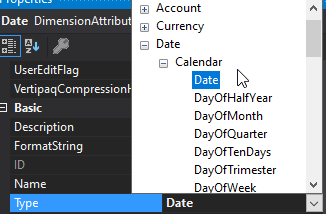 Properties
Date DimensionAttribut
UserEditFlag
VertipaqCompressionH
Basic
Description
FormatString
ID
Name
Type Date
Account
Currency
Date
Calendar
Date
DayOfHalfYear
DayOfMonth
DayOfQuarter
DayOfTenDays
DayOfTrimester
DayOfWeek